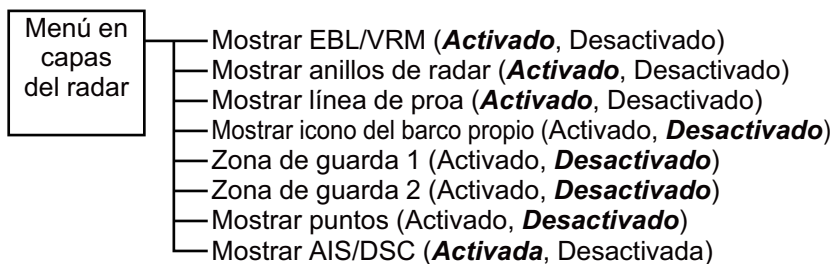 Menú en
capas
del radar
Mostrar EBL/VRM (Activado, Desactivado)
Mostrar anillos de radar (Activado, Desactivado)
Mostrar línea de proa (Activado, Desactivado)
Mostrar icono del barco propio (Activado, Desactivado)
Zona de guarda 1 (Activado, Desactivado)
Zona de guarda 2 (Activado, Desactivado)
Mostrar puntos (Activado, Desactivado)
Mostrar AIS/DSC (Activada, Desactivada)